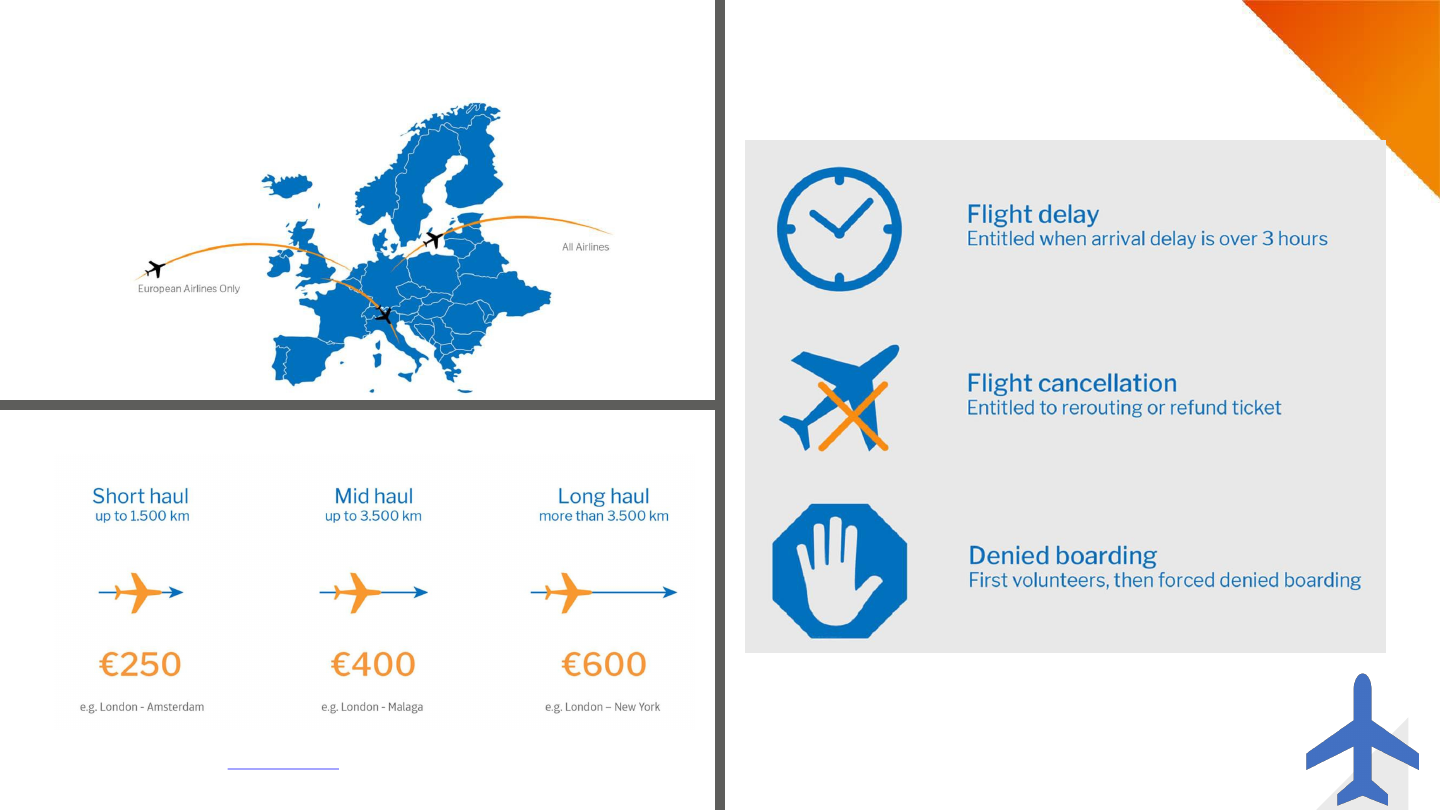 European Airlines Only
All Airlines
Short haul
up to 1.500 km
€250
e.g. London - Amsterdam
Mid haul
up to 3.500 km
€400
e.g. London - Malaga
Long haul
more than 3.500 km
€600
e.g. London – New York
Flight delay
Entitled when arrival delay is over 3 hours
Flight cancellation
Entitled to rerouting or refund ticket
Denied boarding
First volunteers, then forced denied boarding